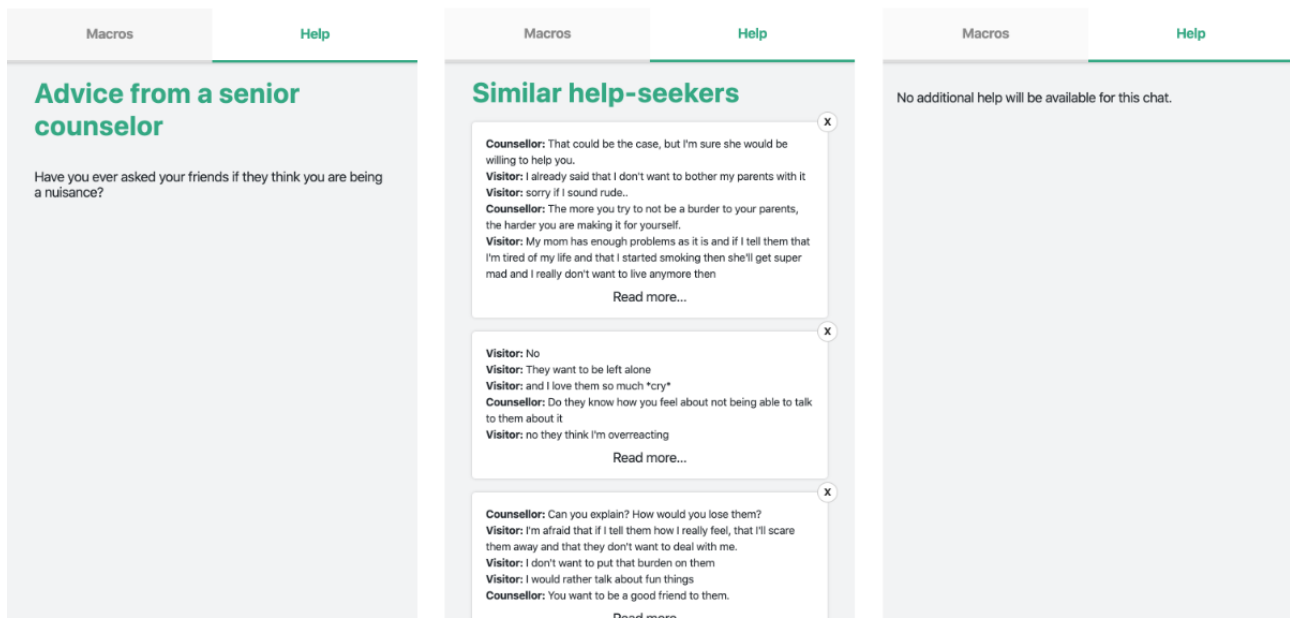 Macros
Help
Advice from a senior
counselor
Have you ever asked your friends if they think you are being
a nuisance?
Macros
Help
Similar help-seekers
X
Counsellor: That could be the case, but I'm sure she would be
willing to help you.
Visitor: I already said that I don't want to bother my parents with it
Visitor: sorry if I sound rude..
Counsellor: The more you try to not be a burder to your parents,
the harder you are making it for yourself.
Visitor: My mom has enough problems as it is and if I tell them that
I'm tired of my life and that I started smoking then she'll get super
mad and I really don't want to live anymore then
Read more...
X
Visitor: No
Visitor: They want to be left alone
Visitor: and I love them so much *cry*
Counsellor: Do they know how you feel about not being able to talk
to them about it
Visitor: no they think I'm overreacting
Read more...
X
Counsellor: Can you explain? How would you lose them?
Visitor: I'm afraid that if I tell them how I really feel, that I'll scare
them away and that they don't want to deal with me.
Visitor: I don't want to put that burden on them
Visitor: I would rather talk about fun things
Counsellor: You want to be a good friend to them.
Read more...
Macros
Help
No additional help will be available for this chat.